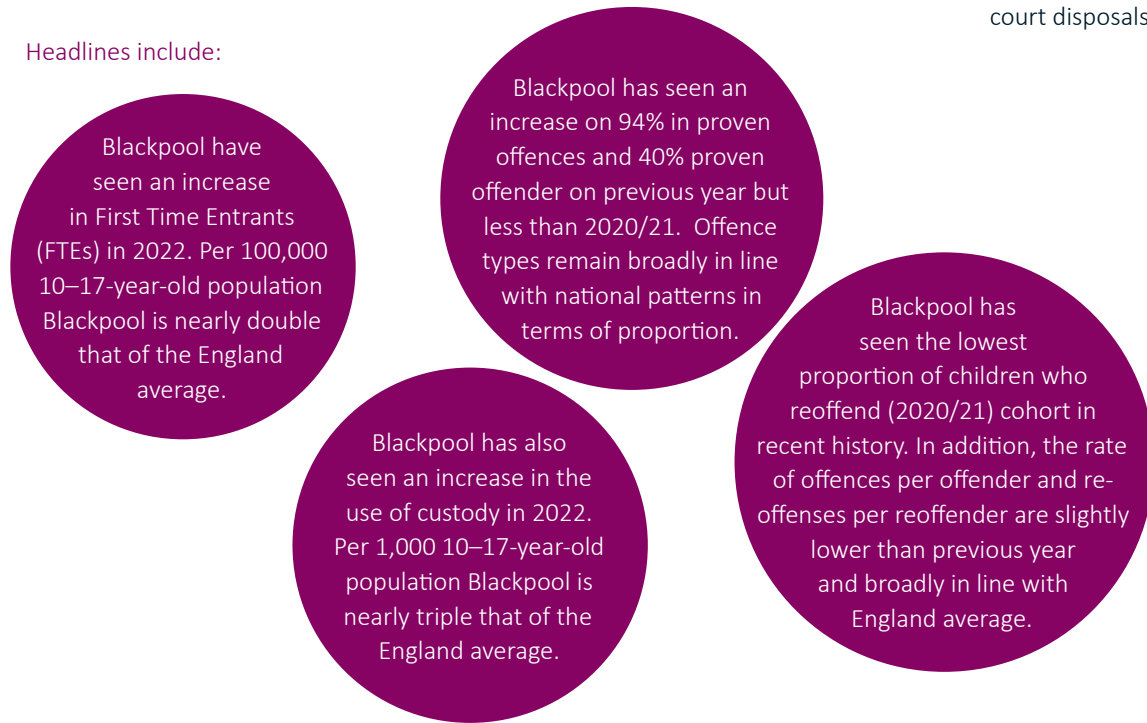 court disposals
Headlines include:
Blackpool have
seen an increase
in First Time Entrants
(FTEs) in 2022. Per 100,000
10–17-year-old population
Blackpool is nearly double
that of the England
average.
Blackpool has seen an
increase on 94% in proven
offences and 40% proven
offender on previous year but
less than 2020/21.  Offence
types remain broadly in line
with national patterns in
terms of proportion.
Blackpool has also
seen an increase in the
use of custody in 2022.
Per 1,000 10–17-year-old
population Blackpool is
nearly triple that of the
England average.
Blackpool has
seen the lowest
proportion of children who
reoffend (2020/21) cohort in
recent history. In addition, the rate
of offences per offender and re-
offenses per reoffender are slightly
lower than previous year
and broadly in line with
England average.